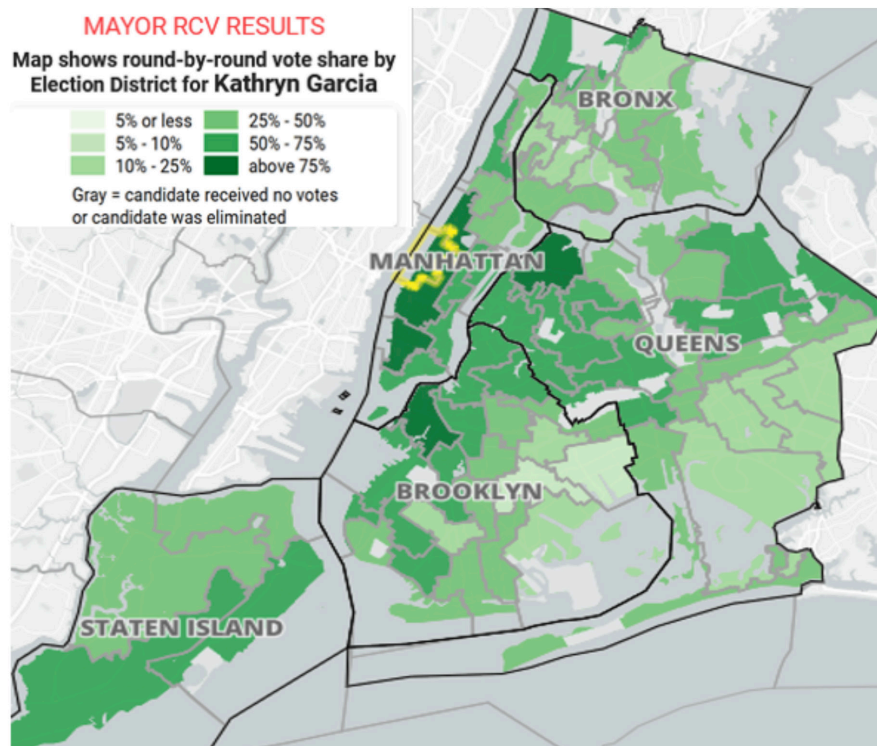 MAYOR RCV RESULTS
Map shows round-by-round vote share by
Election District for Kathryn Garcia
5% or less
25% - 50%
5% - 10%
50% - 75%
10% - 25%
above 75%
Gray = candidate received no votes
or candidate was eliminated
BRONX
MANHATTAN
QUEENS
BROOKLYN
STATEN ISLAND